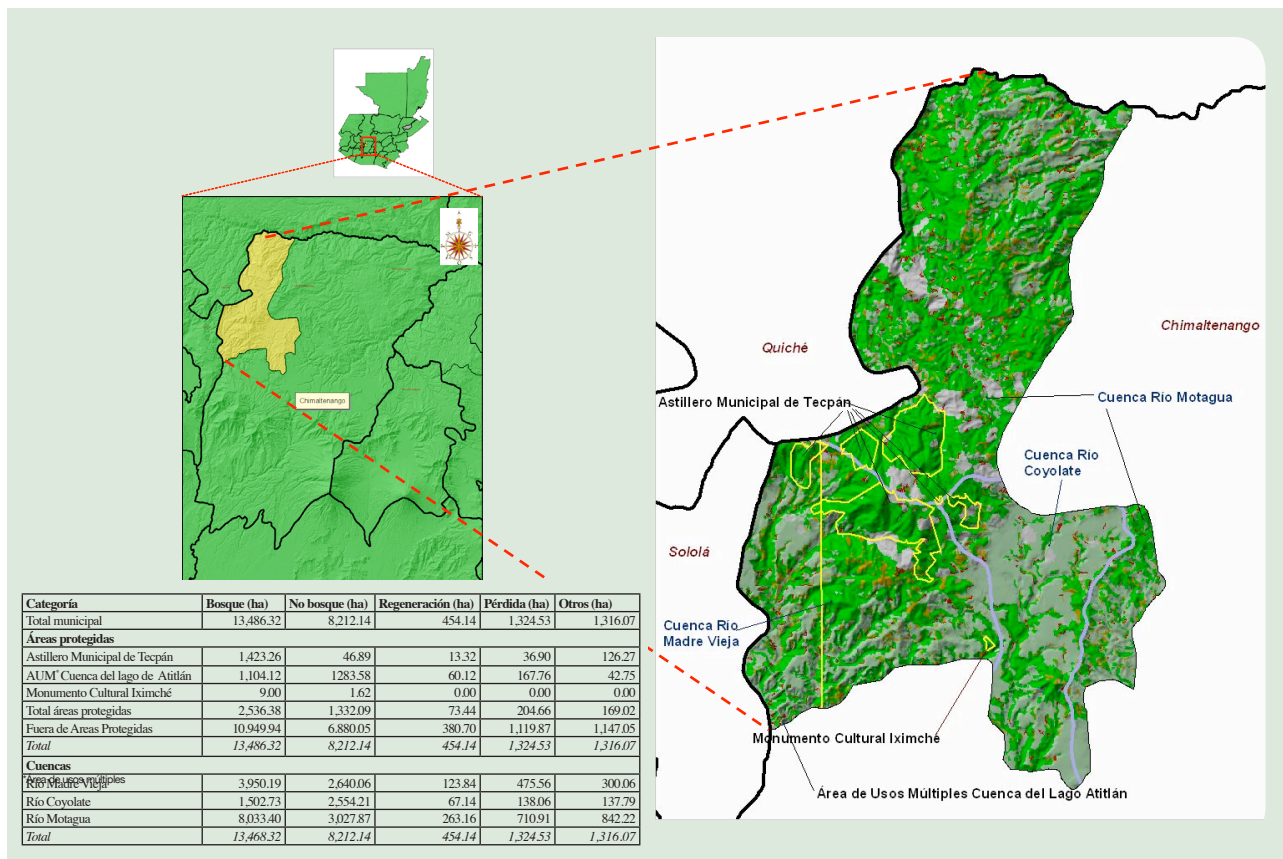 Chimaltenango
Quiché
Chimaltenango
Astillero Municipal de Tecpán
Cuenca Rio Motagua
Cuenca Río
Coyolate
Sololá
Cuenca Rio
Madre Vieja
Monumento Cultural Iximché
Área de Usos Múltiples Cuenca del Lago Atitlán
Categoría Bosque (ha) No bosque (ha) Regeneración (ha) Pérdida (ha) Otros (ha)
Total municipal 13,486.32 8,212.14 454.14 1,324.53 1,316.07
Áreas protegidas
Astillero Municipal de Tecpán 1,423.26 46.89 13.32 36.90 126.27
AUM* Cuenca del lago de Atitlán 1,104.12 1283.58 60.12 167.76 42.75
Monumento Cultural Iximché 9.00 1.62 0.00 0.00 0.00
Total áreas protegidas 2,536.38 1,332.09 73.44 204.66 169.02
Fuera de Areas Protegidas 10.949.94 6.880.05 380.70 1,119.87 1,147.05
Total 13,486.32 8,212.14 454.14 1,324.53 1,316.07
Cuencas
*Área de usos múltiples
Río Madre Vieja 3,950.19 2,640.06 123.84 475.56 300.06
Río Coyolate 1,502.73 2,554.21 67.14 138.06 137.79
Río Motagua 8,033.40 3,027.87 263.16 710.91 842.22
Total 13,468.32 8,212.14 454.14 1,324.53 1,316.07